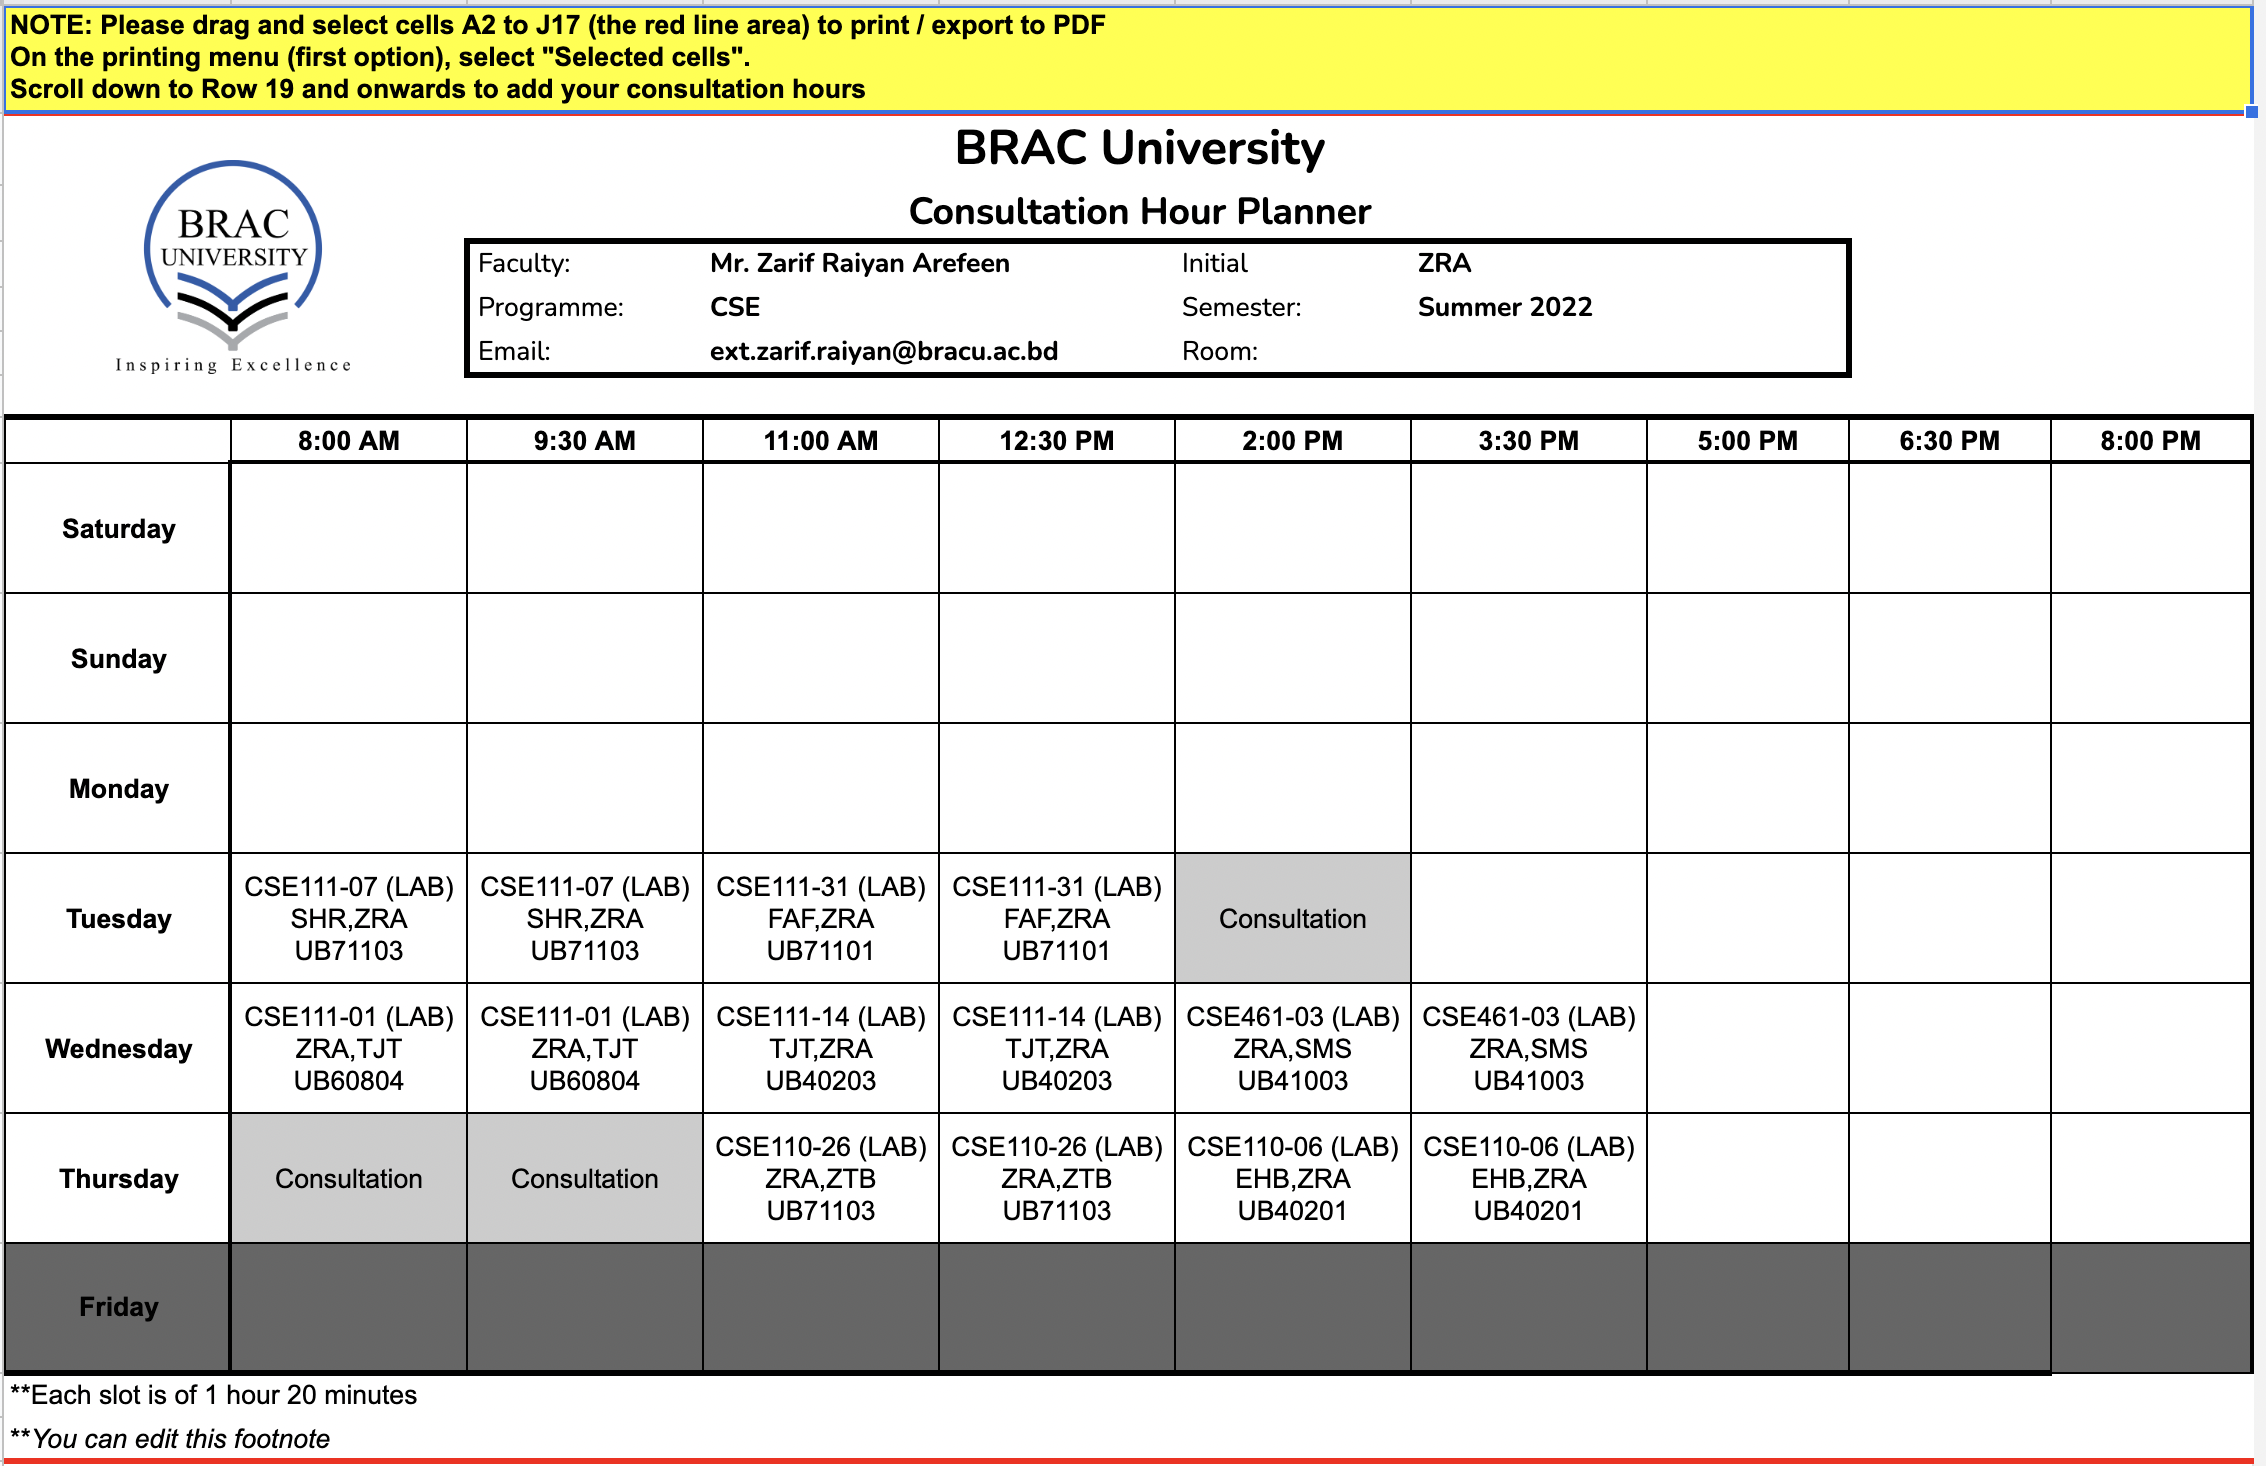 NOTE: Please drag and select cells A2 to J17 (the red line area) to print / export to PDF
On the printing menu (first option), select "Selected cells".
Scroll down to Row 19 and onwards to add your consultation hours
BRAC University
Consultation Hour Planner
BRAC
UNIVERSITY
Inspiring Excellence
Faculty: Mr. Zarif Raiyan Arefeen Initial ZRA
Programme: CSE Semester: Summer 2022
Email: ext.zarif.raiyan@bracu.ac.bd Room:
8:00 AM 9:30 AM 11:00 AM 12:30 PM 2:00 PM 3:30 PM 5:00 PM 6:30 PM 8:00 PM
Saturday
Sunday
Monday
Tuesday
CSE111-07 (LAB) CSE111-07 (LAB) CSE111-31 (LAB) CSE111-31 (LAB)
SHR,ZRA SHR,ZRA FAF,ZRA FAF,ZRA Consultation
UB71103 UB71103 UB71101 UB71101
Wednesday
CSE111-01 (LAB) CSE111-01 (LAB) CSE111-14 (LAB) CSE111-14 (LAB) CSE461-03 (LAB) CSE461-03 (LAB)
ZRA,TJT ZRA,TJT TJT,ZRA TJT,ZRA ZRA,SMS ZRA,SMS
UB60804 UB60804 UB40203 UB40203 UB41003 UB41003
Thursday
CSE110-26 (LAB) CSE110-26 (LAB) CSE110-06 (LAB) CSE110-06 (LAB)
Consultation Consultation ZRA,ZTB ZRA,ZTB EHB,ZRA EHB,ZRA
UB71103 UB71103 UB40201 UB40201
Friday
**Each slot is of 1 hour 20 minutes
**You can edit this footnote